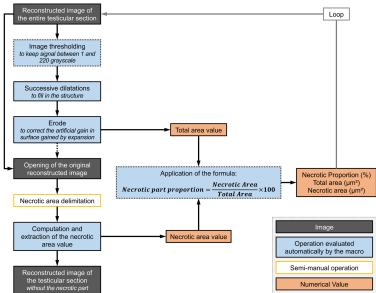 Reconstructed image of
the entire testicular section
Loop
Image thresholding
to keep signal between 1 and
220 grayscale
Successive dilatations
to fill in the structure
Erode
to correct the artificial gain in
surface gained by expansion
Total area value
Opening of the original
reconstructed image
Application of the formula:
Necrotic part proportion = Necrotic Area / Total Area ×100
Necrotic Proportion (%)
Total area (µm²)
Necrotic area (µm²)
Necrotic area delimitation
Computation and
extraction of the necrotic
area value
Necrotic area value
Reconstructed image of
the testicular section
without the necrotic part
Image
Operation evaluated
automatically by the macro
Semi-manual operation
Numerical Value